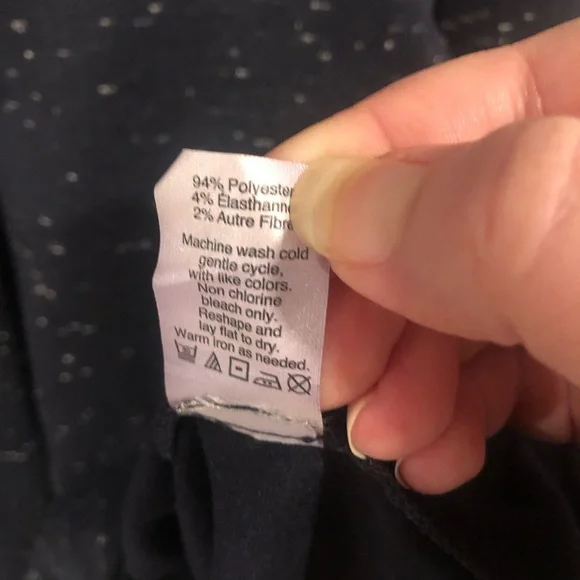 94% Polyester
4% Élasthann
2% Autre Fibre
Machine wash cold
gentle cycle,
with like colors.
Non chlorine
bleach only.
Reshape and
lay flat to dry.
Warm iron as needed.